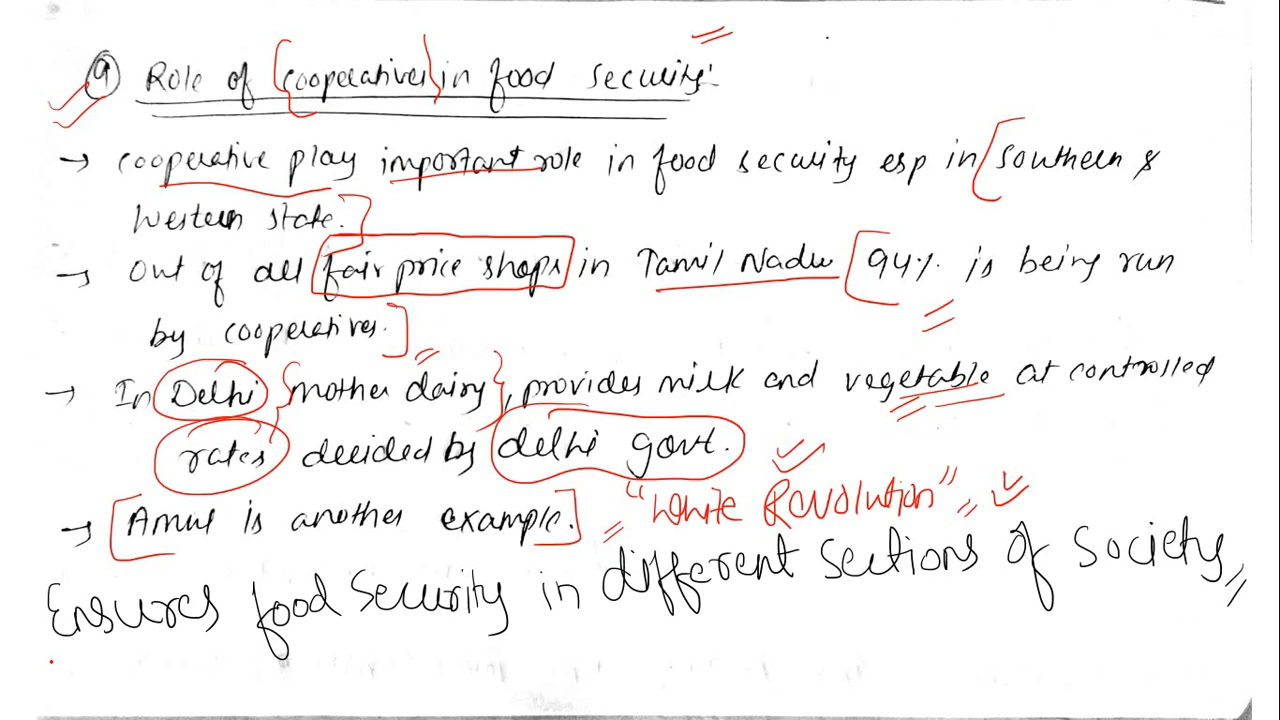 9 Role of cooperatives in food security:
→ cooperative play important role in food security esp in southern &
western state.
→ Out of all fair price shops in Tamil Nadu 94% is being run
by cooperatives.
→ In Delhi mother dairy, provides milk and vegetable at controlled
rates decided by delhi govt.
→ Amul is another example. "White Revolution"
Ensures food security in different sections of society